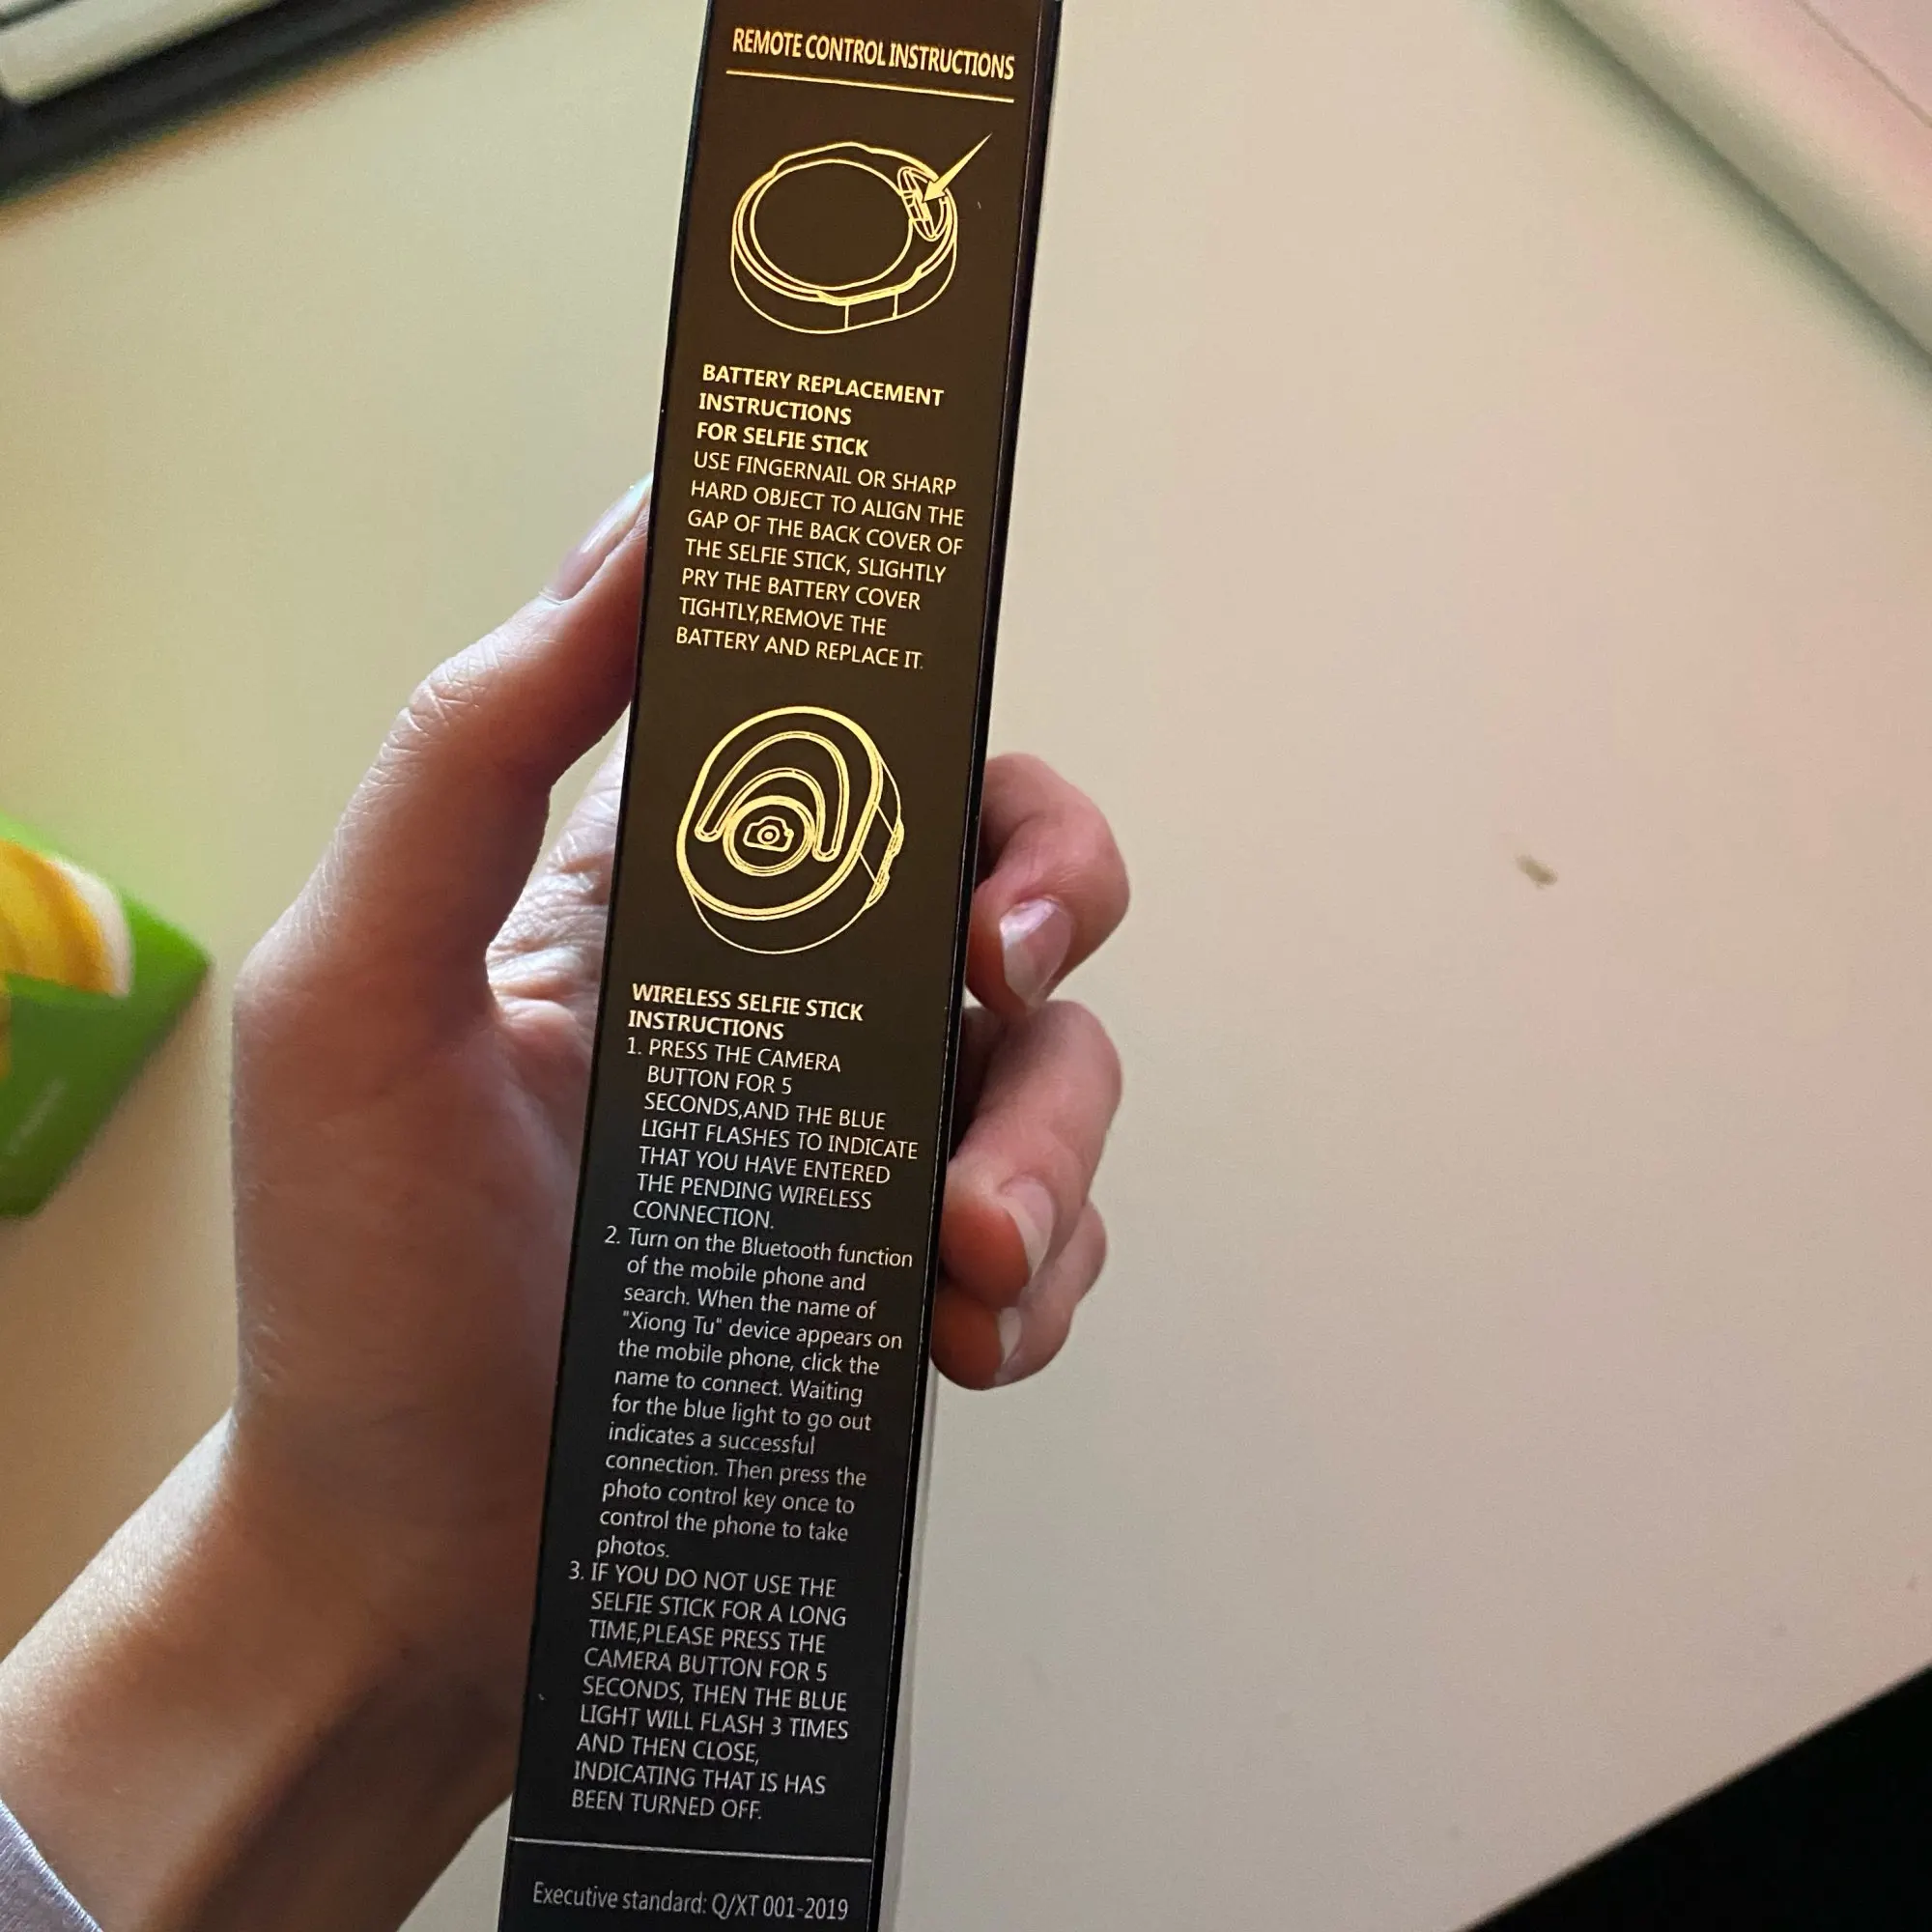 REMOTE CONTROL INSTRUCTIONS
BATTERY REPLACEMENT
INSTRUCTIONS
FOR SELFIE STICK
USE FINGERNAIL OR SHARP
HARD OBJECT TO ALIGN THE
GAP OF THE BACK COVER OF
THE SELFIE STICK, SLIGHTLY
PRY THE BATTERY COVER
TIGHTLY,REMOVE THE
BATTERY AND REPLACE IT.
WIRELESS SELFIE STICK
INSTRUCTIONS
1. PRESS THE CAMERA
BUTTON FOR 5
SECONDS,AND THE BLUE
LIGHT FLASHES TO INDICATE
THAT YOU HAVE ENTERED
THE PENDING WIRELESS
CONNECTION.
2. Turn on the Bluetooth function
of the mobile phone and
search. When the name of
"Xiong Tu" device appears on
the mobile phone, click the
name to connect. Waiting
for the blue light to go out
indicates a successful
connection. Then press the
photo control key once to
control the phone to take
photos.
3. IF YOU DO NOT USE THE
SELFIE STICK FOR A LONG
TIME,PLEASE PRESS THE
CAMERA BUTTON FOR 5
SECONDS, THEN THE BLUE
LIGHT WILL FLASH 3 TIMES
AND THEN CLOSE,
INDICATING THAT IS HAS
BEEN TURNED OFF.
Executive standard: Q/XT 001-2019